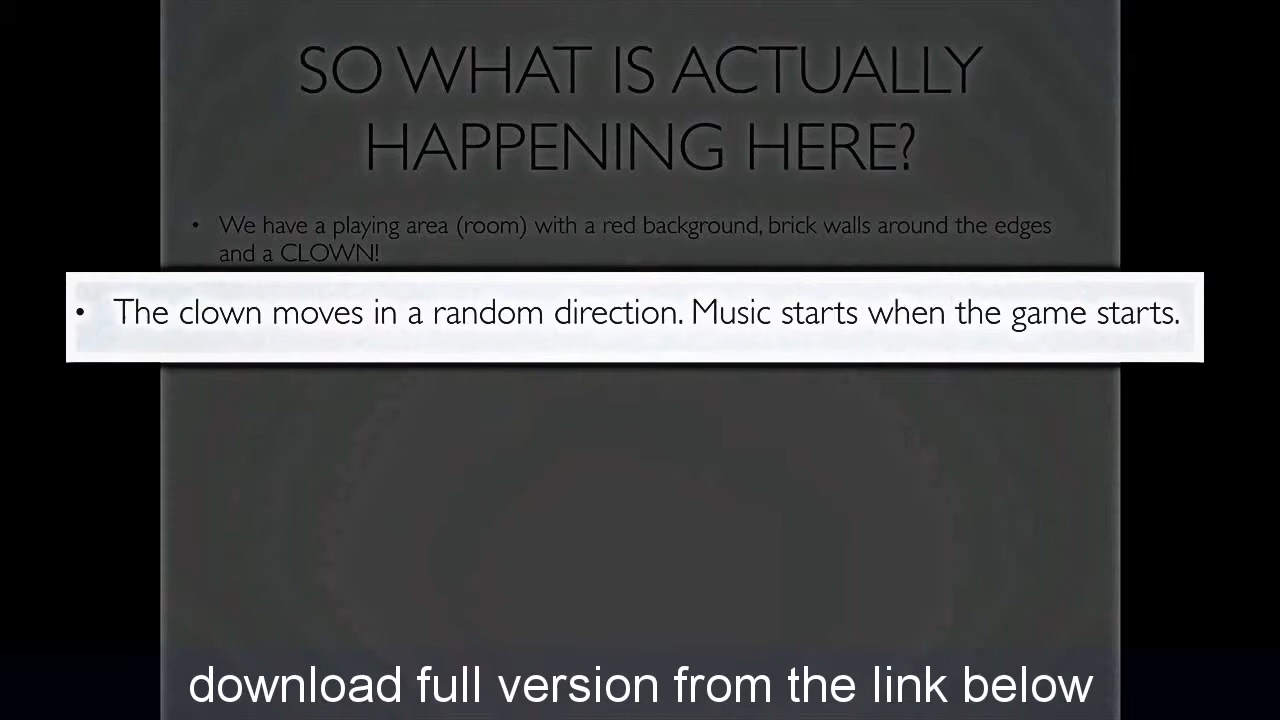 SO WHAT IS ACTUALLY
HAPPENING HERE?
• We have a playing area (room) with a red background, brick walls around the edges
and a CLOWN!
• The clown moves in a random direction. Music starts when the game starts.
download full version from the link below